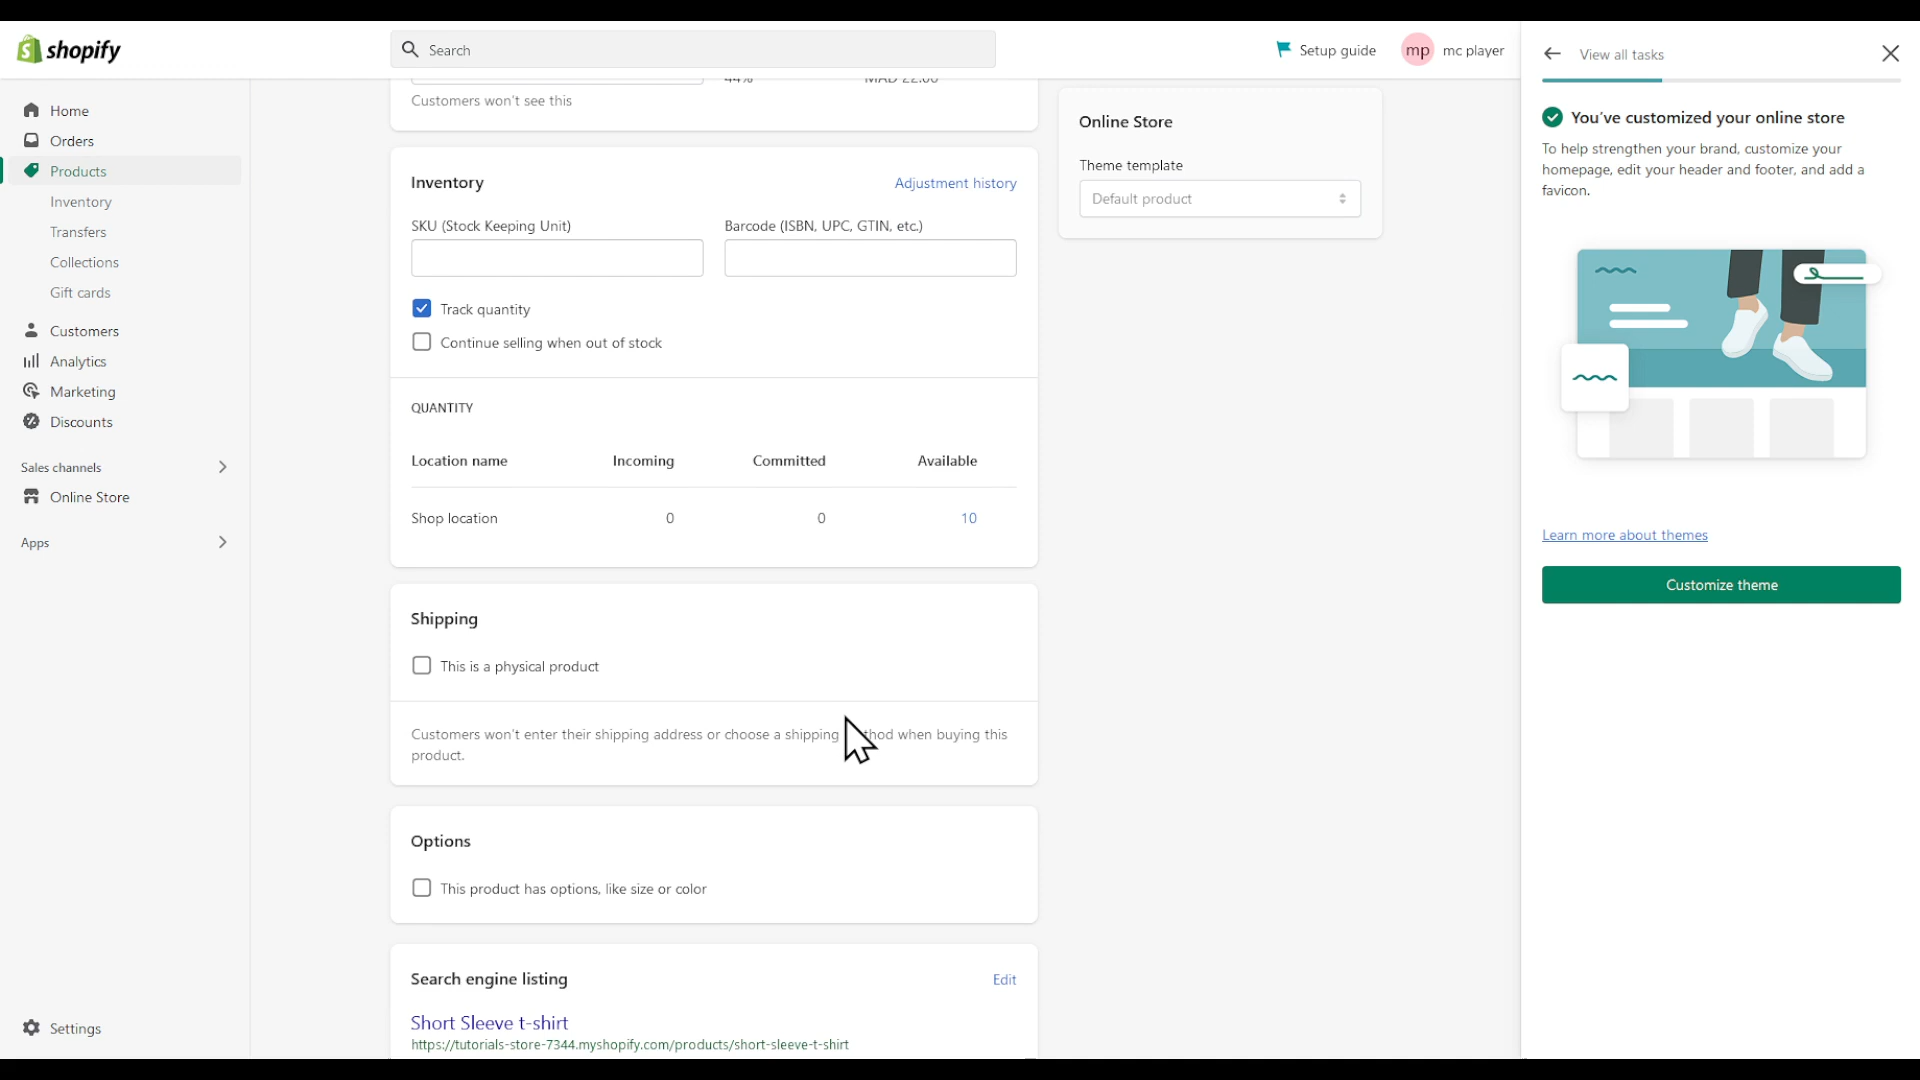 shopify
Search
Setup guide
mp
mc player
View all tasks
Home
Orders
Products
Inventory
Transfers
Collections
Gift cards
Customers
Analytics
Marketing
Discounts
Sales channels
Online Store
Apps
Settings
44%
MAD 22.00
Customers won't see this
Inventory
Adjustment history
SKU (Stock Keeping Unit)
Barcode (ISBN, UPC, GTIN, etc.)
Track quantity
Continue selling when out of stock
QUANTITY
Location name Incoming Committed Available
Shop location 0 0 10
Shipping
This is a physical product
Customers won't enter their shipping address or choose a shipping when buying this
product.
Options
This product has options, like size or color
Search engine listing
Edit
Short Sleeve t-shirt
https://tutorials-store-7344.myshopify.com/products/short-sleeve-t-shirt
Online Store
Theme template
Default product
You've customized your online store
To help strengthen your brand, customize your
homepage, edit your header and footer, and add a
favicon.
Learn more about themes
Customize theme